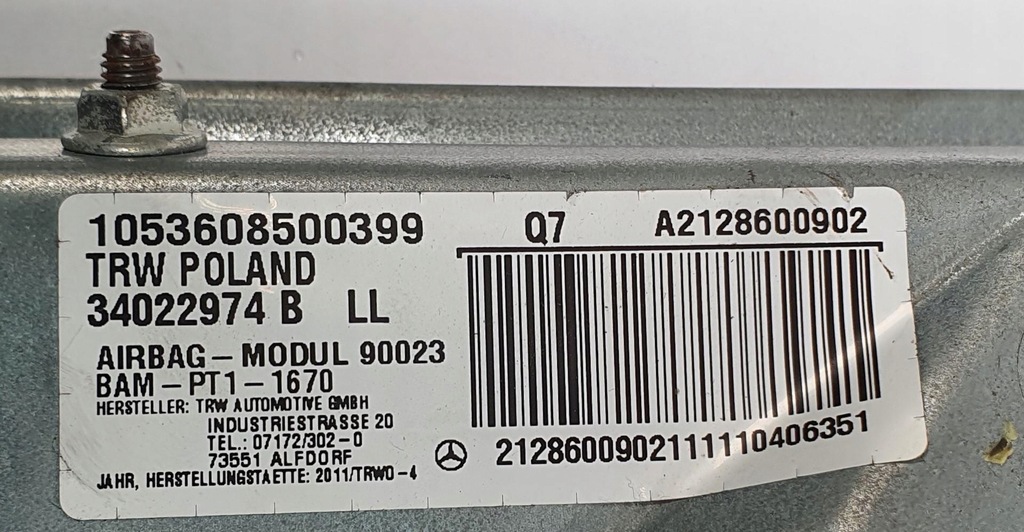 1053608500399 Q7 A2128600902
TRW POLAND
34022974 B LL
AIRBAG - MODUL 90023
BAM - PT1 - 1670
HERSTELLER: TRW AUTOMOTIVE GMBH
INDUSTRIESTRASSE 20
TEL.: 07172/302-0
73551 ALFDORF
JAHR, HERSTELLUNGSTAETTE: 2011/TRWO-4
2128600902111110406351